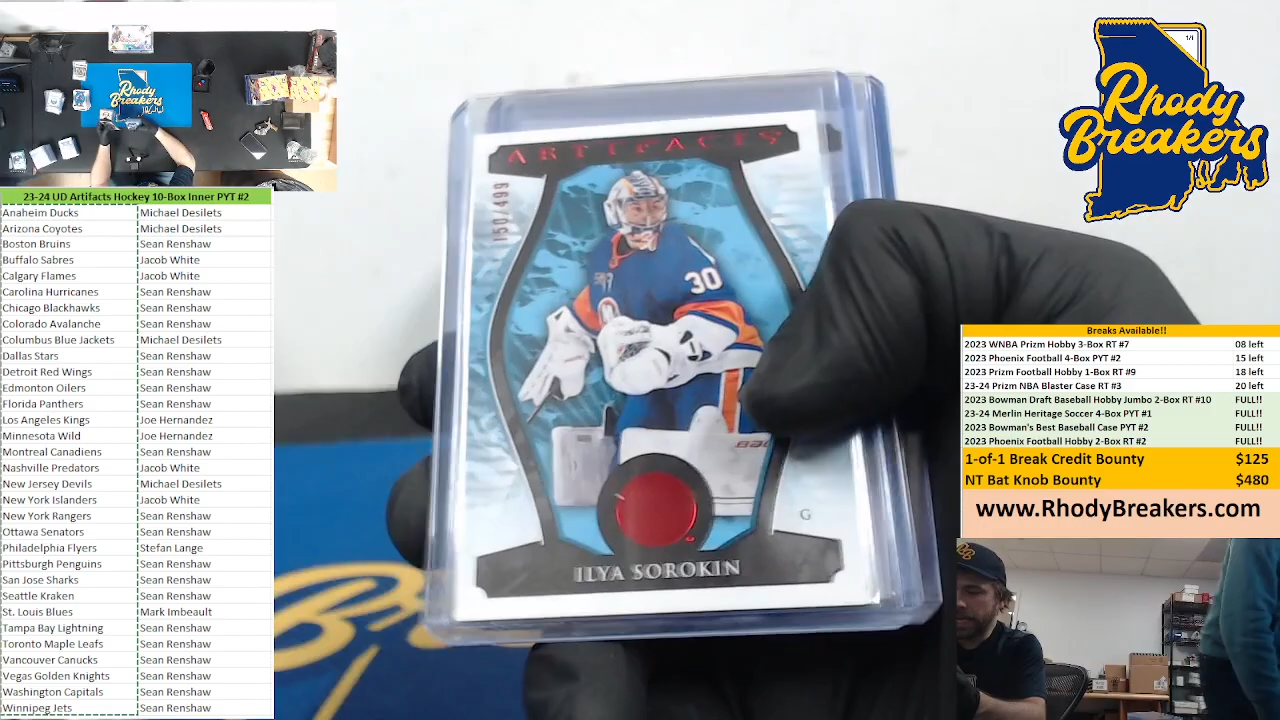 Rhody
Breakers
23-24 UD Artifacts Hockey 10-Box Inner PYT #2
Anaheim Ducks Michael Desilets
Arizona Coyotes Michael Desilets
Boston Bruins Sean Renshaw
Buffalo Sabres Jacob White
Calgary Flames Jacob White
Carolina Hurricanes Sean Renshaw
Chicago Blackhawks Sean Renshaw
Colorado Avalanche Sean Renshaw
Columbus Blue Jackets Michael Desilets
Dallas Stars Sean Renshaw
Detroit Red Wings Sean Renshaw
Edmonton Oilers Sean Renshaw
Florida Panthers Sean Renshaw
Los Angeles Kings Joe Hernandez
Minnesota Wild Joe Hernandez
Montreal Canadiens Sean Renshaw
Nashville Predators Jacob White
New Jersey Devils Michael Desilets
New York Islanders Jacob White
New York Rangers Sean Renshaw
Ottawa Senators Sean Renshaw
Philadelphia Flyers Stefan Lange
Pittsburgh Penguins Sean Renshaw
San Jose Sharks Sean Renshaw
Seattle Kraken Sean Renshaw
St. Louis Blues Mark Imbeault
Tampa Bay Lightning Sean Renshaw
Toronto Maple Leafs Sean Renshaw
Vancouver Canucks Sean Renshaw
Vegas Golden Knights Sean Renshaw
Washington Capitals Sean Renshaw
Winnipeg Jets Sean Renshaw
ARTIFACTS
150/499
30
G
ILYA SOROKIN
1/1
Rhody
Breakers
Breaks Available!!
2023 WNBA Prizm Hobby 3-Box RT #7 08 left
2023 Phoenix Football 4-Box PYT #2 15 left
2023 Prizm Football Hobby 1-Box RT #9 18 left
23-24 Prizm NBA Blaster Case RT #3 20 left
2023 Bowman Draft Baseball Hobby Jumbo 2-Box RT #10 FULL!!
23-24 Merlin Heritage Soccer 4-Box PYT #1 FULL!!
2023 Bowman's Best Baseball Case PYT #2 FULL!!
2023 Phoenix Football Hobby 2-Box RT #2 FULL!!
1-of-1 Break Credit Bounty $125
NT Bat Knob Bounty $480
www.RhodyBreakers.com